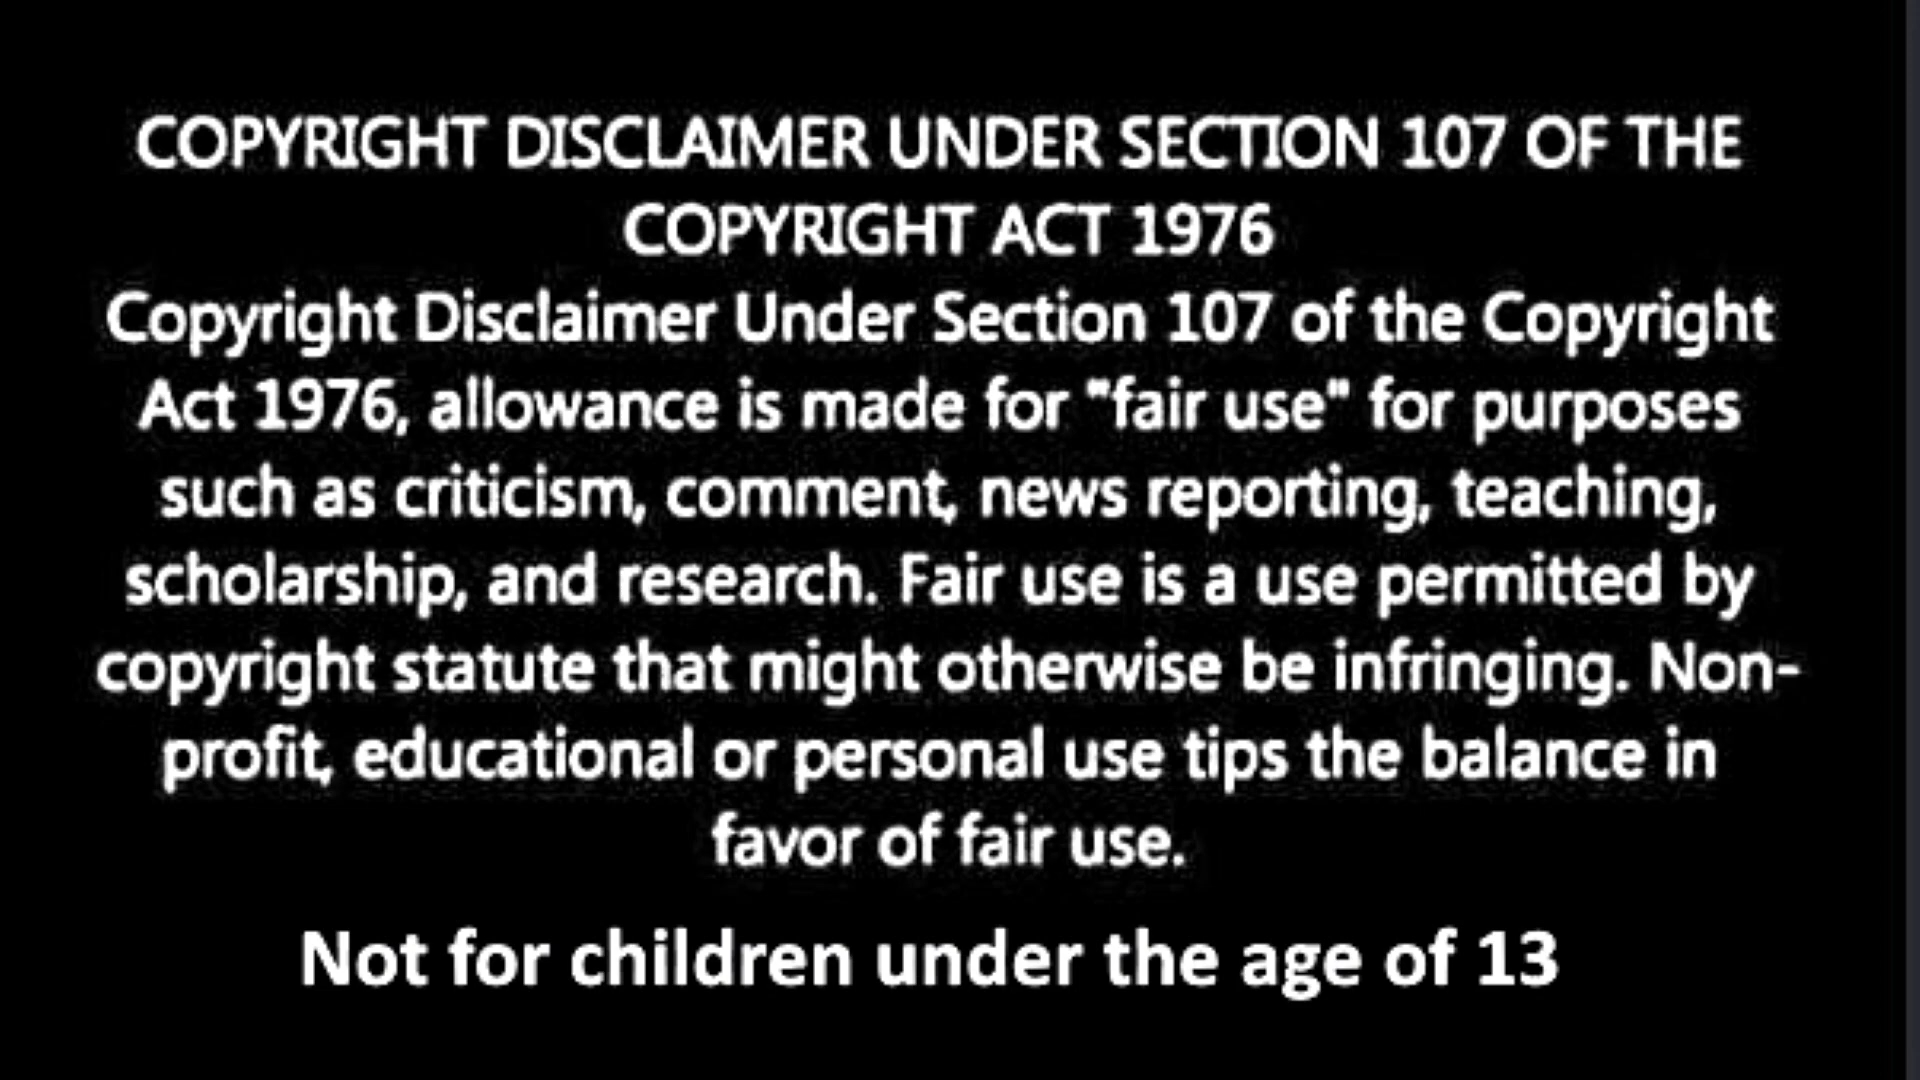 COPYRIGHT DISCLAIMER UNDER SECTION 107 OF THE
COPYRIGHT ACT 1976
Copyright Disclaimer Under Section 107 of the Copyright
Act 1976, allowance is made for "fair use" for purposes
such as criticism, comment, news reporting, teaching,
scholarship, and research. Fair use is a use permitted by
copyright statute that might otherwise be infringing. Non-
profit, educational or personal use tips the balance in
favor of fair use.
Not for children under the age of 13